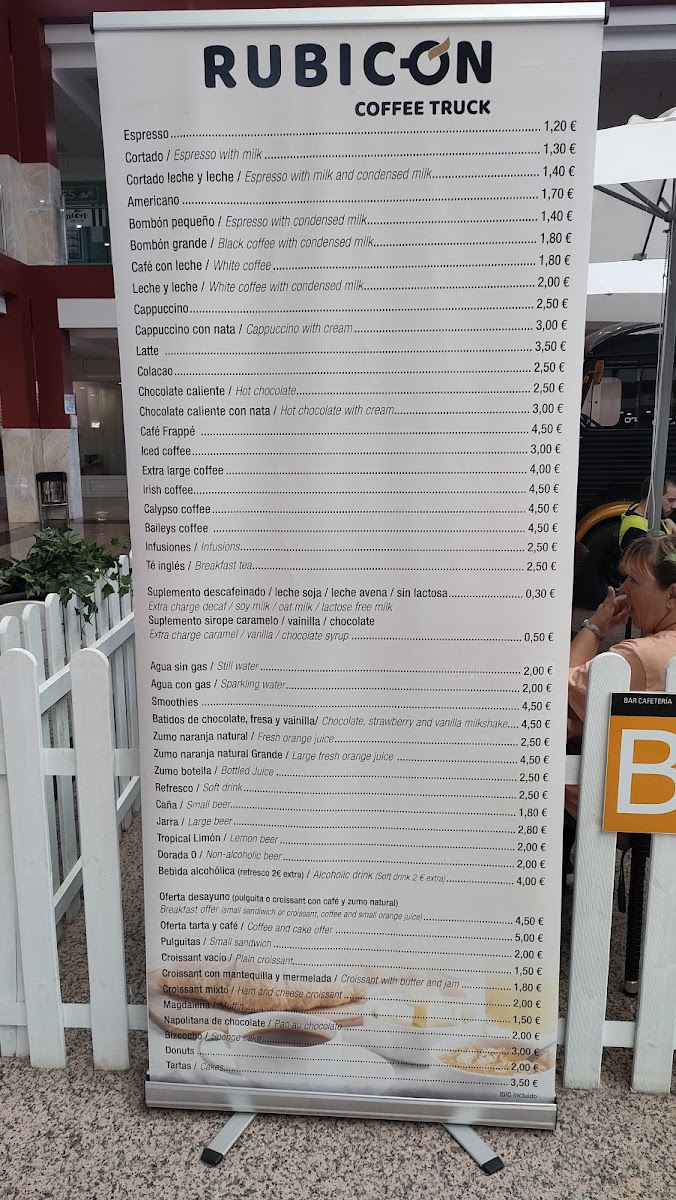 RUBICON
COFFEE TRUCK
Espresso 1,20 €
Cortado / Espresso with milk 1,30 €
Cortado leche y leche / Espresso with milk and condensed milk 1,40 €
Americano 1,70 €
Bombón pequeño / Espresso with condensed milk 1,40 €
Bombón grande / Black coffee with condensed milk 1,80 €
Café con leche / White coffee 1,80 €
Leche y leche / White coffee with condensed milk 2,00 €
Cappuccino 2,50 €
Cappuccino con nata / Cappuccino with cream 3,00 €
Latte 3,50 €
Colacao 2,50 €
Chocolate caliente / Hot chocolate 2,50 €
Chocolate caliente con nata / Hot chocolate with cream 3,00 €
Café Frappé 4,50 €
Iced coffee 3,00 €
Extra large coffee 4,00 €
Irish coffee 4,50 €
Calypso coffee 4,50 €
Baileys coffee 4,50 €
Infusiones / Infusions 2,50 €
Té inglés / Breakfast tea 2,50 €
Suplemento descafeinado / leche soja / leche avena / sin lactosa 0,30 €
Extra charge decaf / soy milk / oat milk / lactose free milk
Suplemento sirope caramelo / vainilla / chocolate
Extra charge caramel / vanilla / chocolate syrup 0,50 €
Agua sin gas / Still water 2,00 €
Agua con gas / Sparkling water 2,00 €
Smoothies 4,50 €
Batidos de chocolate, fresa y vainilla/ Chocolate, strawberry and vanilla milkshake 4,50 €
Zumo naranja natural / Fresh orange juice 2,50 €
Zumo naranja natural Grande / Large fresh orange juice 4,50 €
Zumo botella / Bottled Juice 2,50 €
Refresco / Soft drink 2,50 €
Caña / Small beer 1,80 €
Jarra / Large beer 2,80 €
Tropical Limón / Lemon beer 2,00 €
Dorada 0 / Non-alcoholic beer 2,00 €
Bebida alcohólica (refresco 2€ extra) / Alcoholic drink (Soft drink 2 € extra) 4,00 €
Oferta desayuno (pulguita o croissant con café y zumo natural)
Breakfast offer (small sandwich or croissant, coffee and small orange juice) 4,50 €
Oferta tarta y café / Coffee and cake offer 5,00 €
Pulguitas / Small sandwich 2,00 €
Croissant vacío / Plain croissant 1,50 €
Croissant con mantequilla y mermelada / Croissant with butter and jam 1,80 €
Croissant mixto / Ham and cheese croissant 2,00 €
Magdalena / Muffin 1,50 €
Napolitana de chocolate / Pan au chocolate 2,00 €
Bizcocho / Sponge cake 3,00 €
Donuts 2,00 €
Tartas / Cakes 3,50 €
IGIC incluido
BAR CAFETERÍA
B